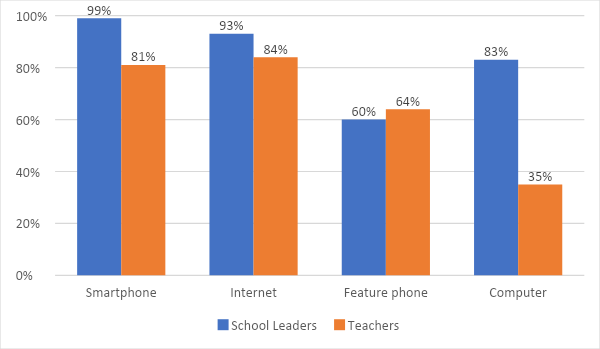 100%
80%
60%
40%
20%
0%
99%
81%
93%
84%
60%
64%
83%
35%
Smartphone
Internet
Feature phone
Computer
School Leaders
Teachers